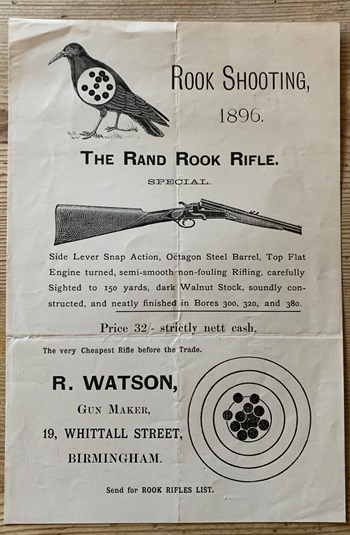 ROOK SHOOTING,
1896.
THE RAND ROOK RIFLE.
SPECIAL.
Side Lever Snap Action, Octagon Steel Barrel, Top Flat
Engine turned, semi-smooth non-fouling Rifling, carefully
Sighted to 150 yards, dark Walnut Stock, soundly con-
structed, and neatly finished in Bores 300, 320, and 380.
Price 32/- strictly nett cash.
The very Cheapest Rifle before the Trade.
R. WATSON,
GUN MAKER,
19, WHITTALL STREET,
BIRMINGHAM.
Send for ROOK RIFLES LIST.